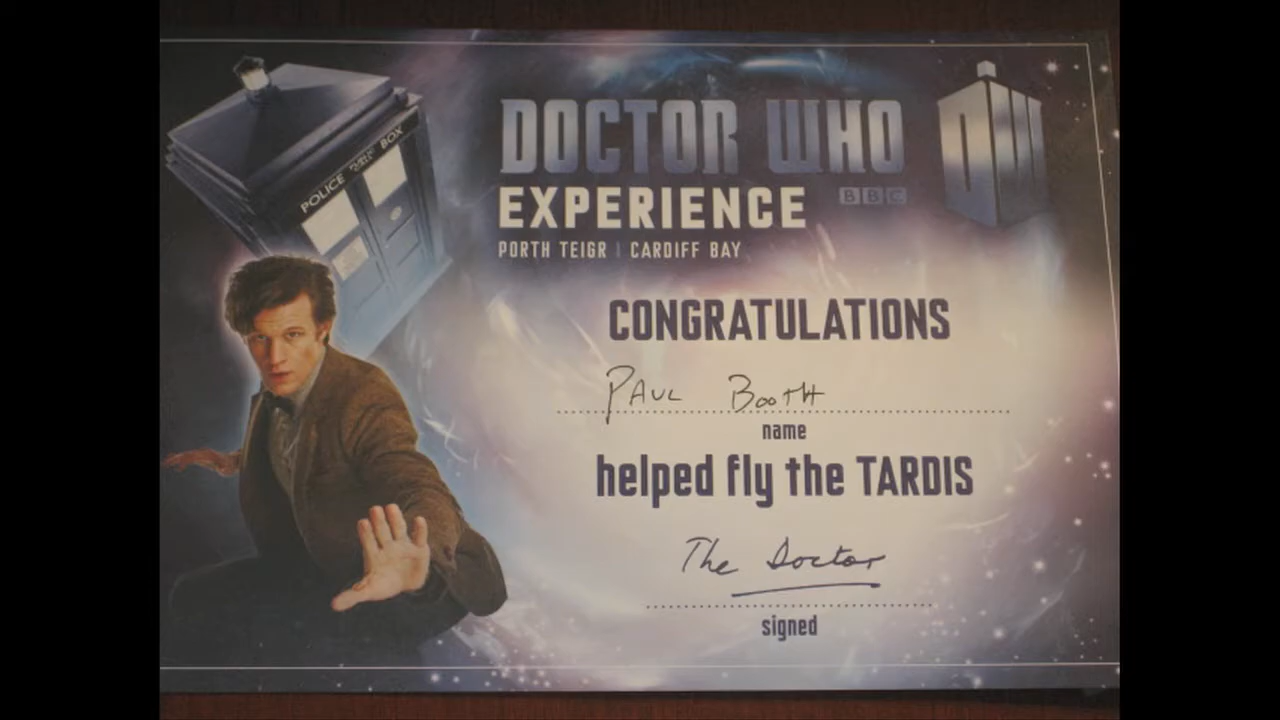 POLICE BOX
DOCTOR WHO
EXPERIENCE
BBC
PORTH TEIGR | CARDIFF BAY
DW
CONGRATULATIONS
PAUL BOOTH
name
helped fly the TARDIS
The Doctor
signed